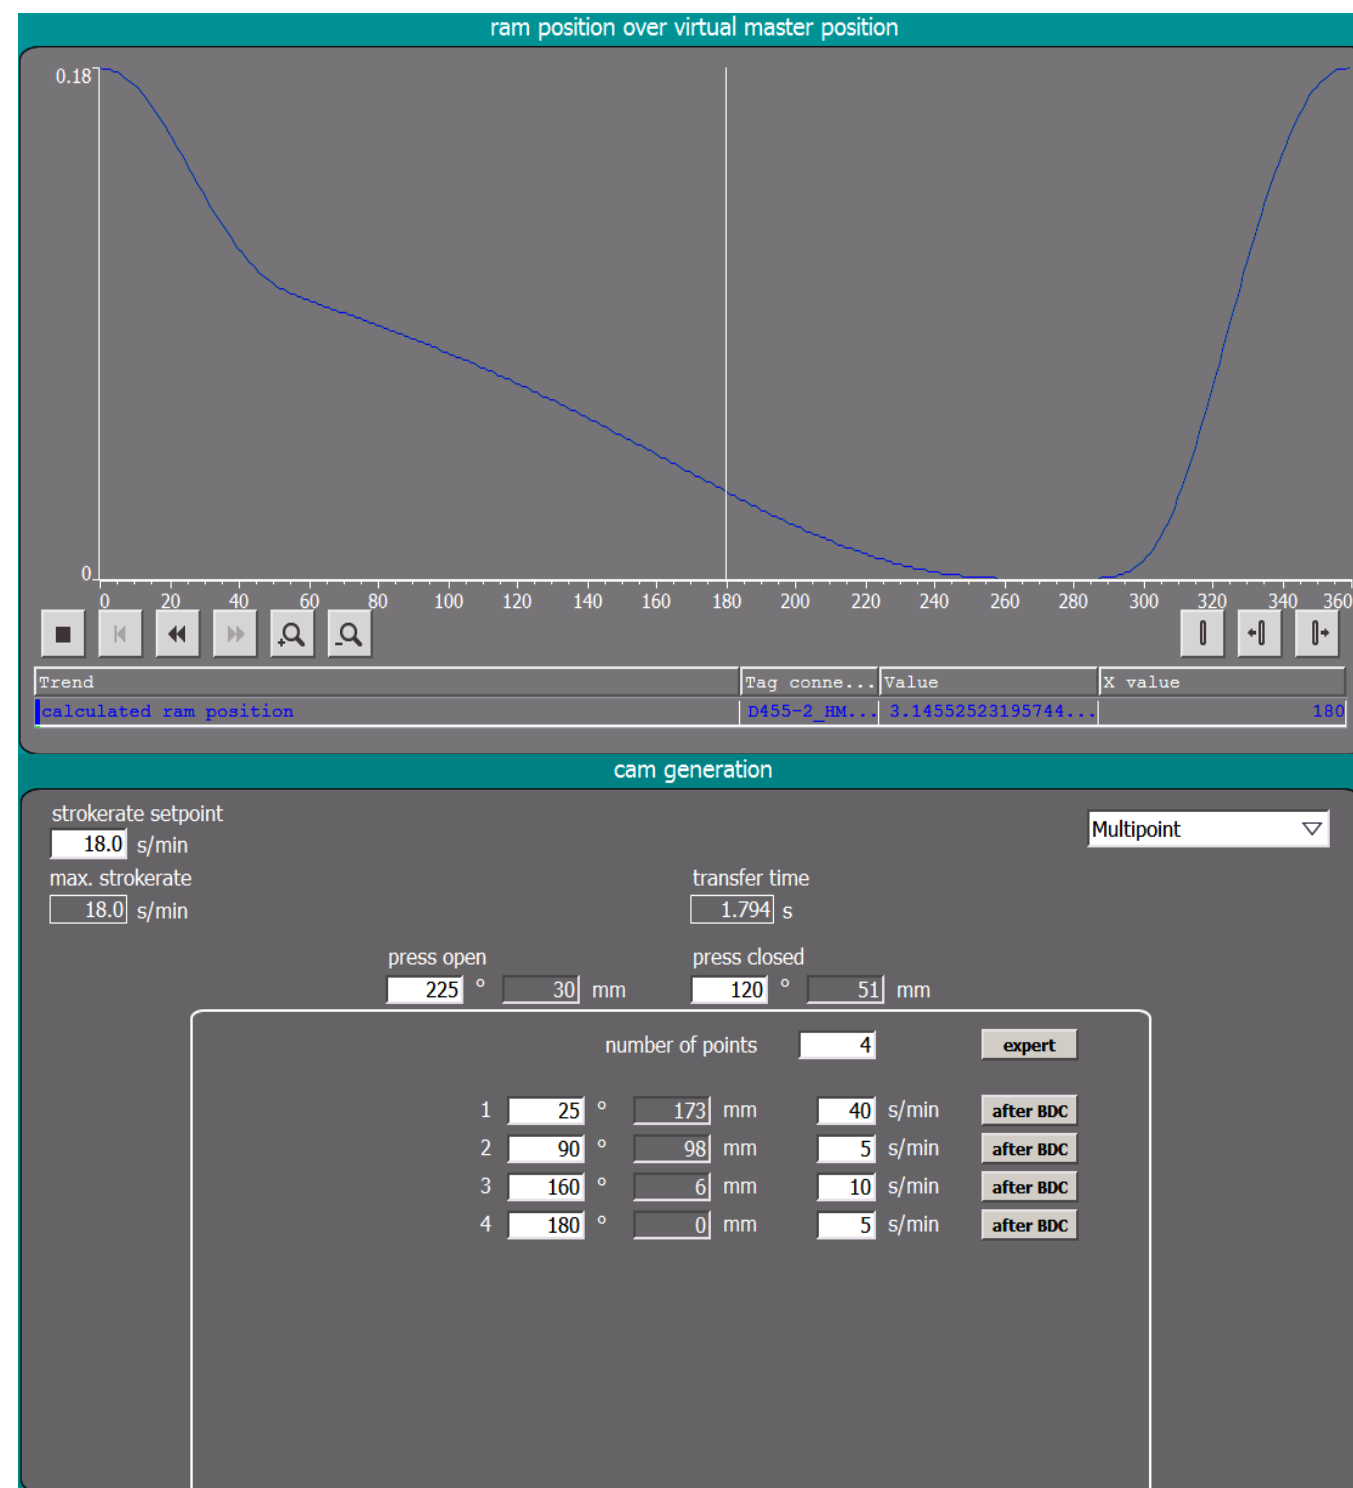 ram position over virtual master position
0.18
0
0 20 40 60 80 100 120 140 160 180 200 220 240 260 280 300 320 340 360
Trend Tag conne... Value X value
calculated ram position D455-2_HM... 3.14552523195744... 180
cam generation
strokerate setpoint
18.0 s/min Multipoint
max. strokerate transfer time
18.0 s/min 1.794 s
press open press closed
225 ° 30 mm 120 ° 51 mm
number of points 4 expert
1 25 ° 173 mm 40 s/min after BDC
2 90 ° 98 mm 5 s/min after BDC
3 160 ° 6 mm 10 s/min after BDC
4 180 ° 0 mm 5 s/min after BDC